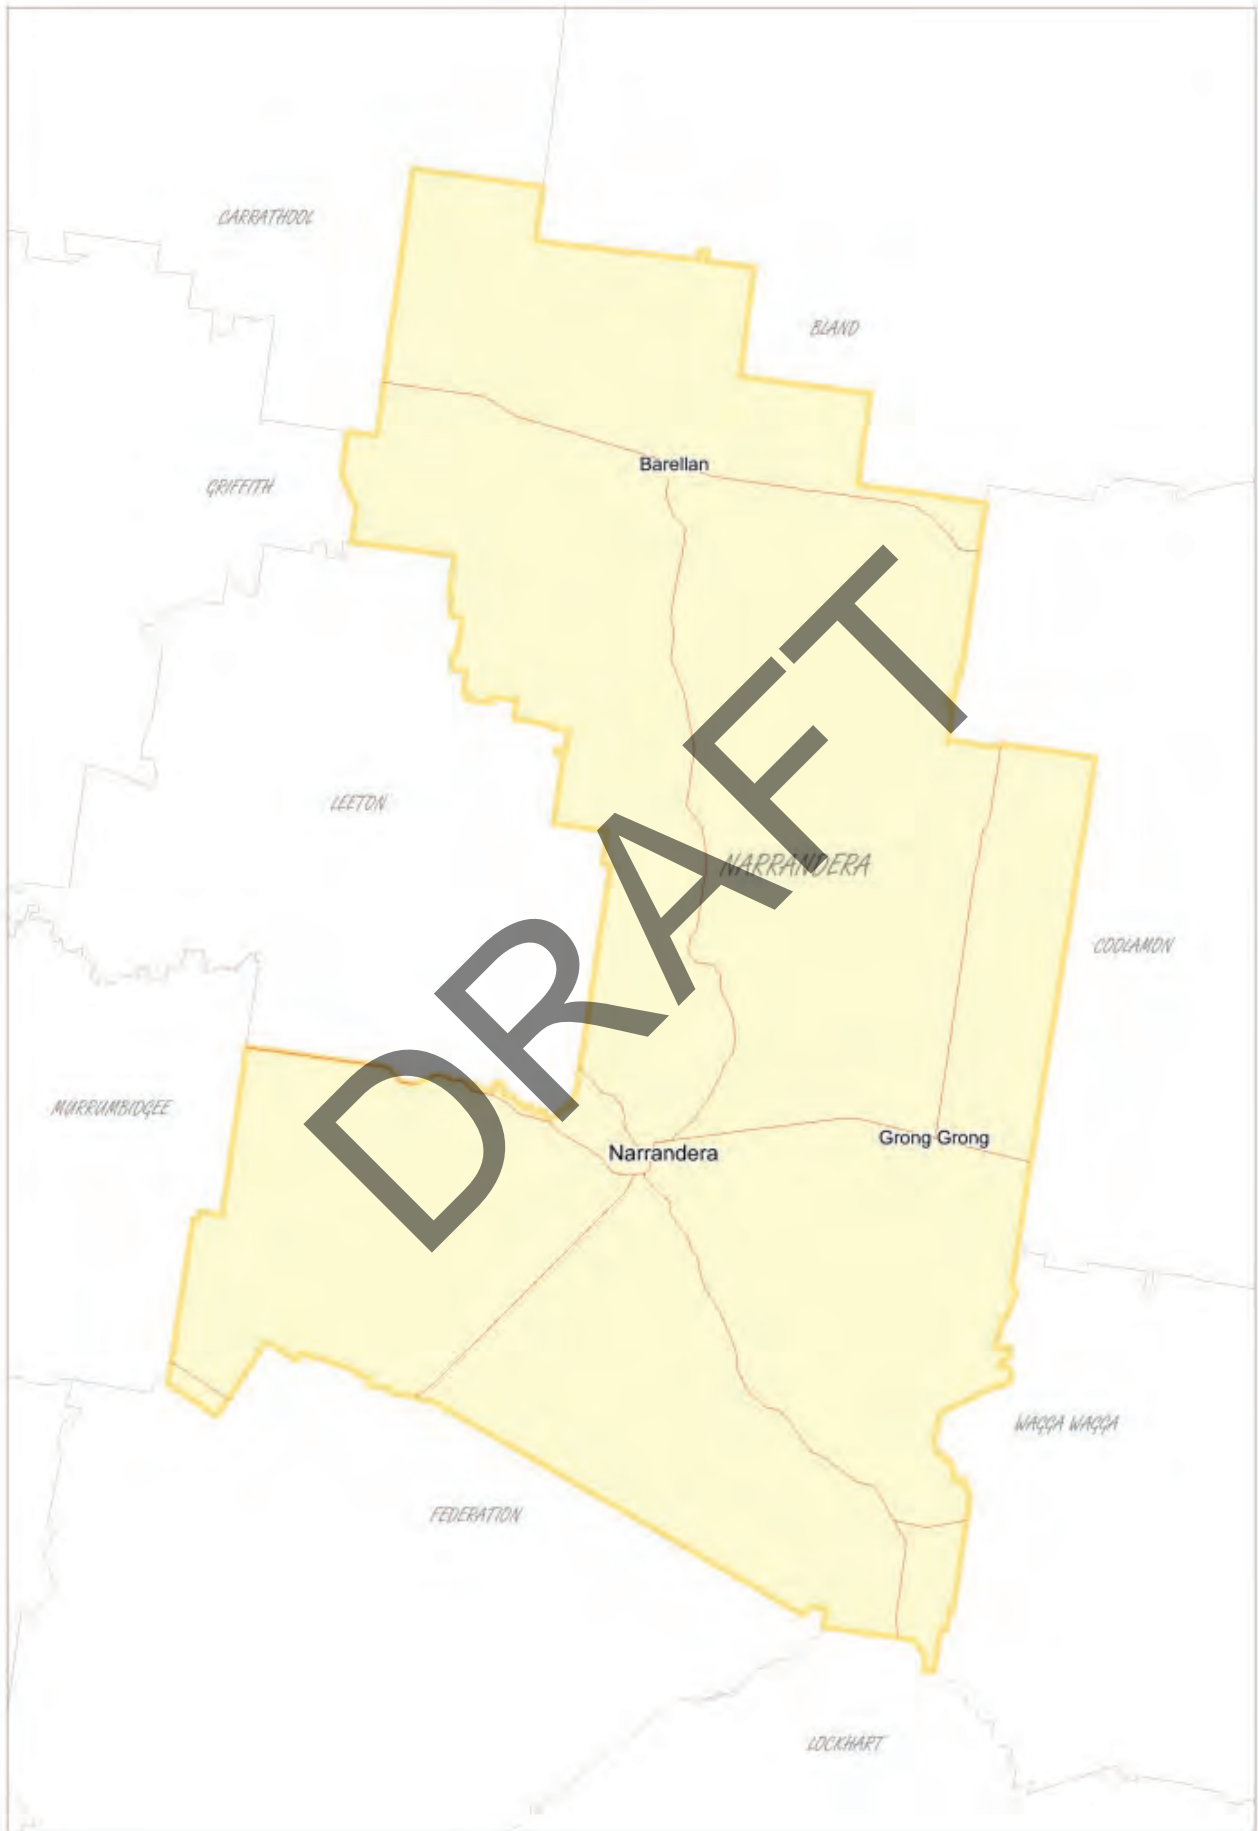 CARRATHOOL
BLAND
Barellan
GRIFFITH
LEETON
NARRANDERA
COOLAMON
MURRUMBIDGEE
Grong Grong
Narrandera
WAGGA WAGGA
FEDERATION
LOCKHART
DRAFT